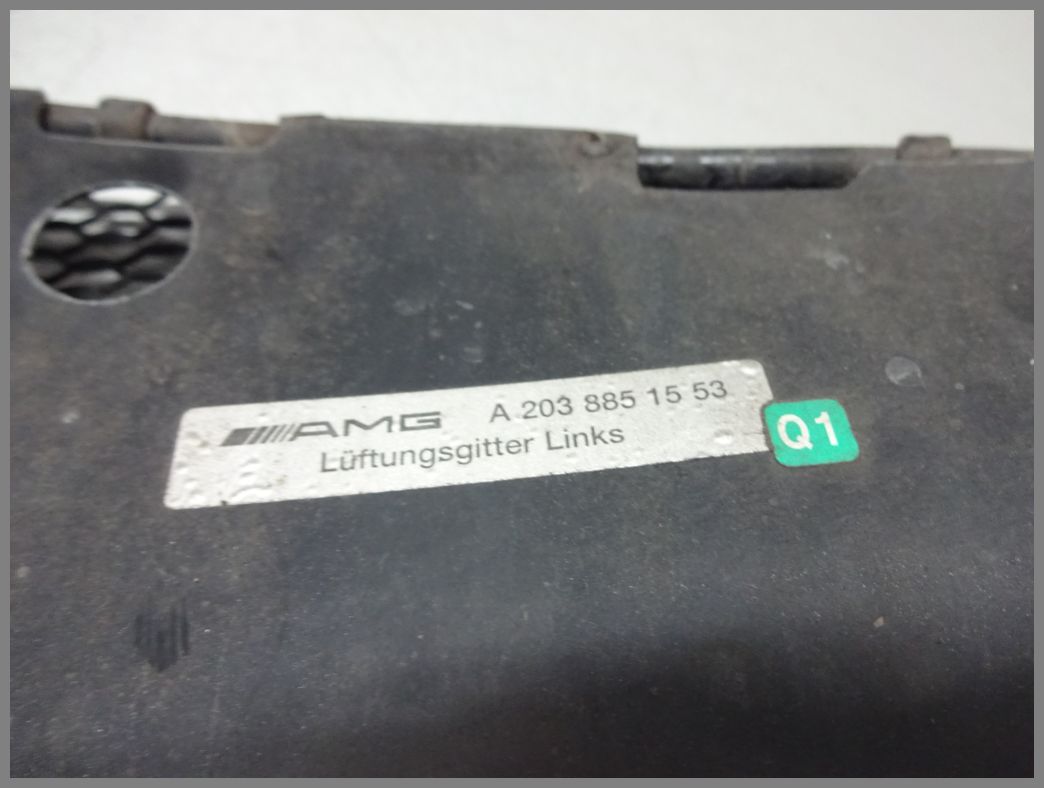 AMG A 203 885 15 53
Lüftungsgitter Links
Q1